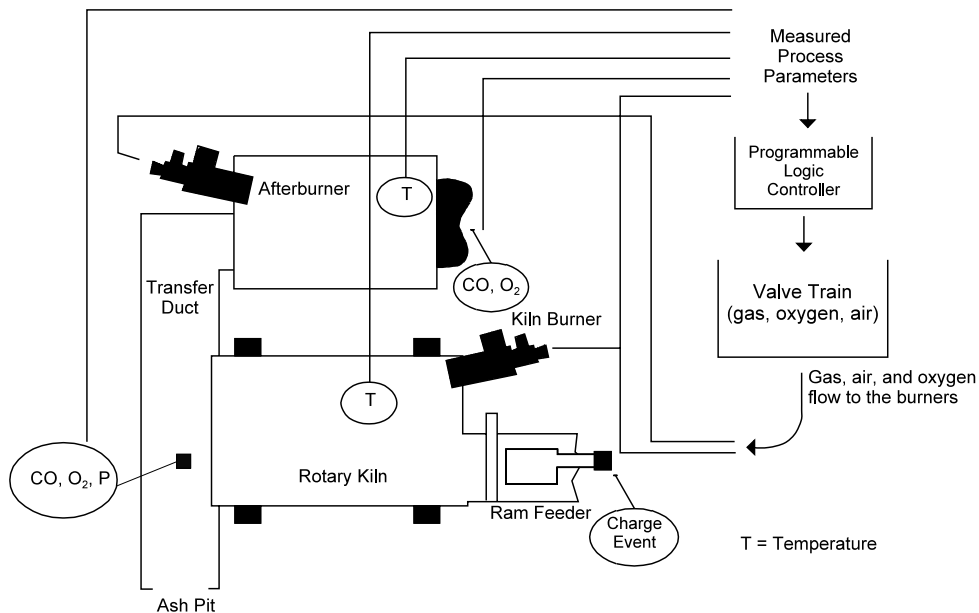 Measured
Process
Parameters
Programmable
Logic
Controller
Afterburner
T
CO, O₂
Transfer
Duct
Valve Train
(gas, oxygen, air)
Kiln Burner
Gas, air, and oxygen
flow to the burners
T
CO, O₂, P
Rotary Kiln
Ram Feeder
Charge
Event
T = Temperature
Ash Pit